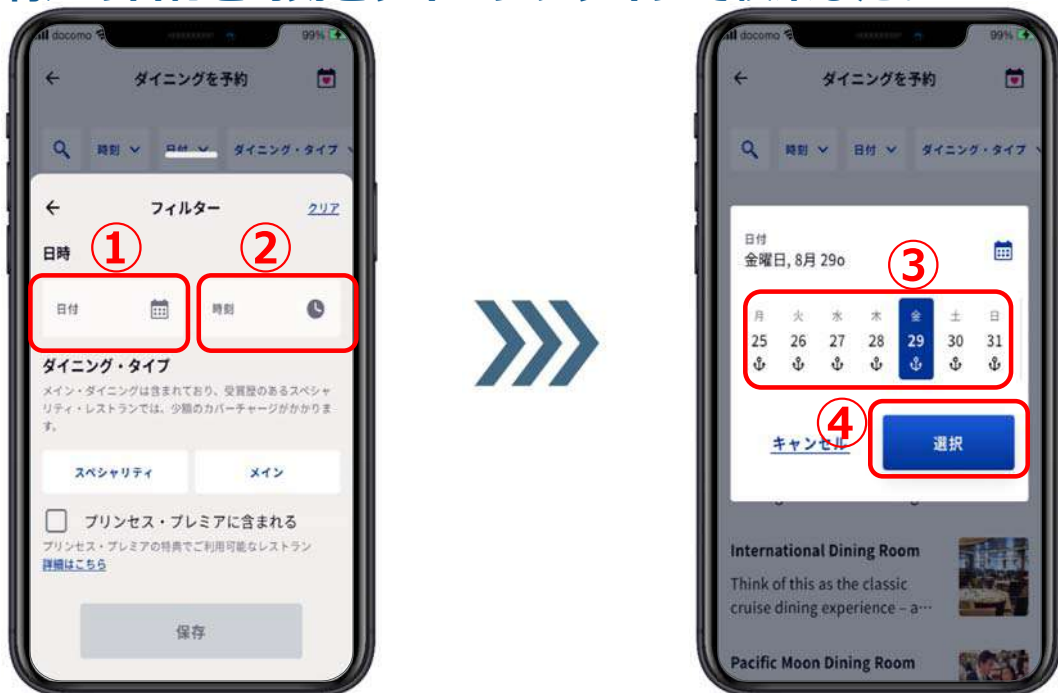 docomo
99%
ダイニングを予約
時刻
日付
ダイニング・タイプ
フィルター
クリア
日時
①
②
日付
時刻
ダイニング・タイプ
メイン・ダイニングは含まれており、受賞歴のあるスペシャ
リティ・レストランでは、少額のカバーチャージがかかりま
す。
スペシャリティ
メイン
プリンセス・プレミアに含まれる
プリンセス・プレミアの特典でご利用可能なレストラン
詳細はこちら
保存
docomo
99%
ダイニングを予約
時刻
日付
ダイニング・タイプ
日付
金曜日, 8月 29o
③
月 火 水 木 金 土 日
25 26 27 28 29 30 31
④
キャンセル
選択
International Dining Room
Think of this as the classic
cruise dining experience – a…
Pacific Moon Dining Room